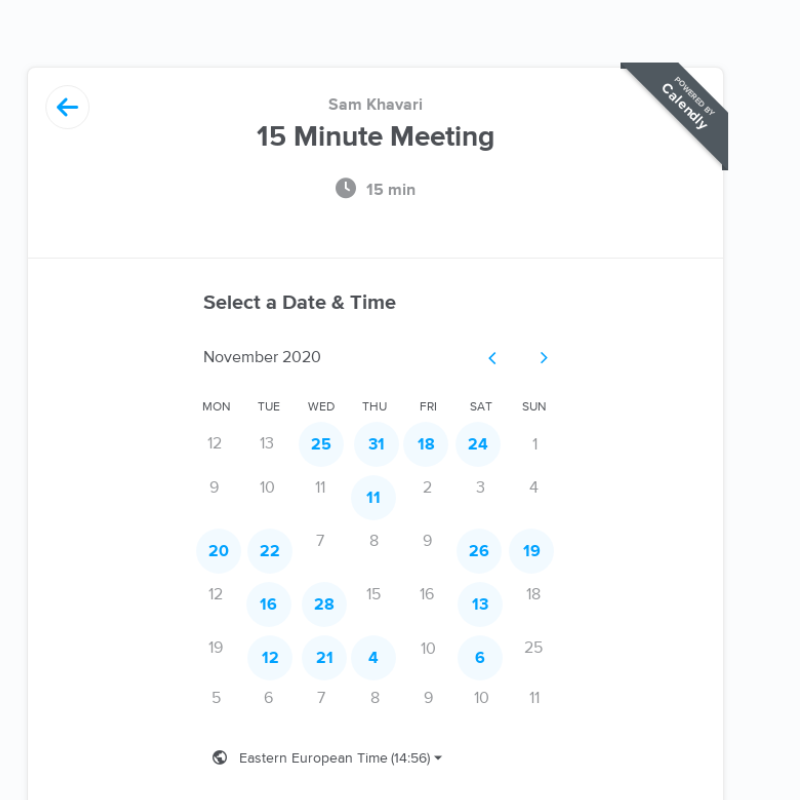 POWERED BY
Calendly
Sam Khavari
15 Minute Meeting
15 min
Select a Date & Time
November 2020
MON TUE WED THU FRI SAT SUN
12 13 25 31 18 24 1
9 10 11 11 2 3 4
20 22 7 8 9 26 19
12 16 28 15 16 13 18
19 12 21 4 10 6 25
5 6 7 8 9 10 11
Eastern European Time (14:56)